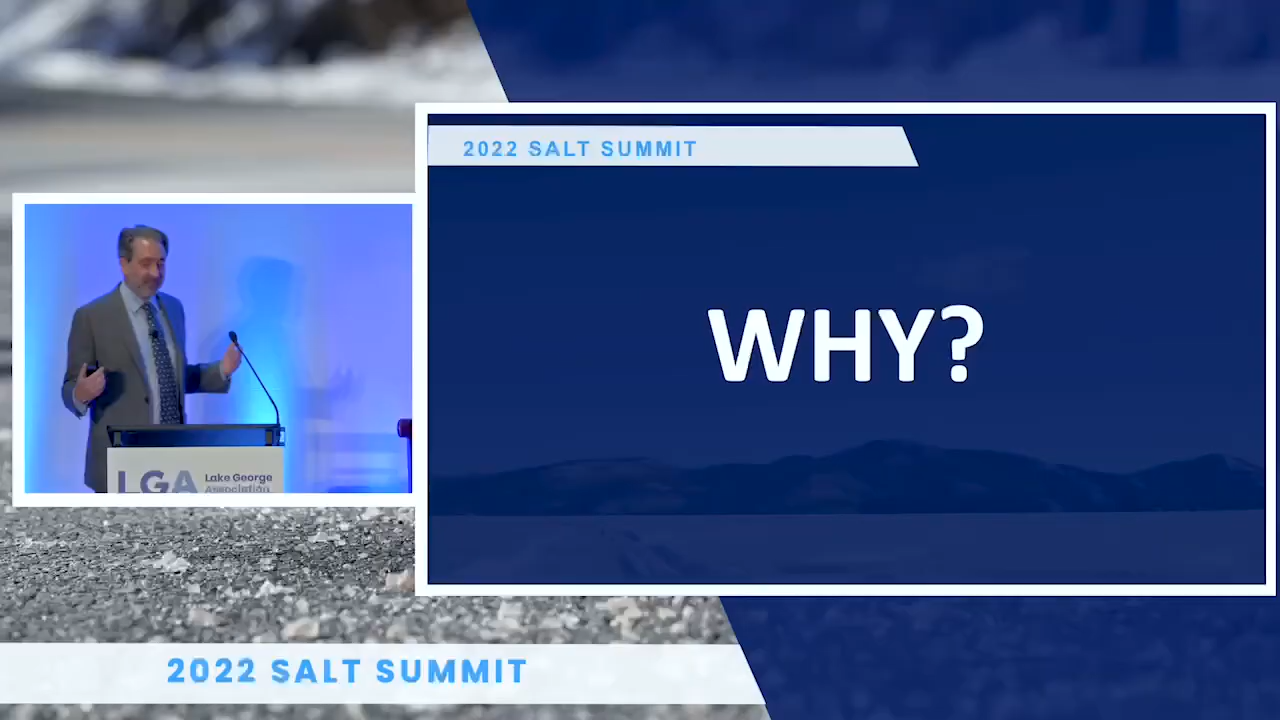 2022 SALT SUMMIT
WHY?
LGA Lake George
Association
2022 SALT SUMMIT